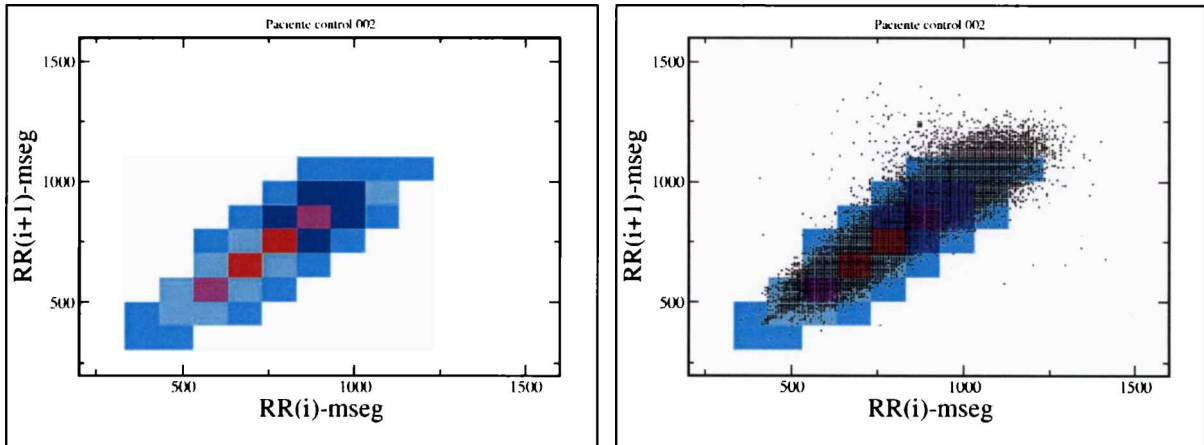 Paciente control 002
1500
1000
500
RR(i+1)-mseg
500 1000 1500
RR(i)-mseg
Paciente control 002
1500
1000
500
RR(i+1)-mseg
500 1000 1500
RR(i)-mseg